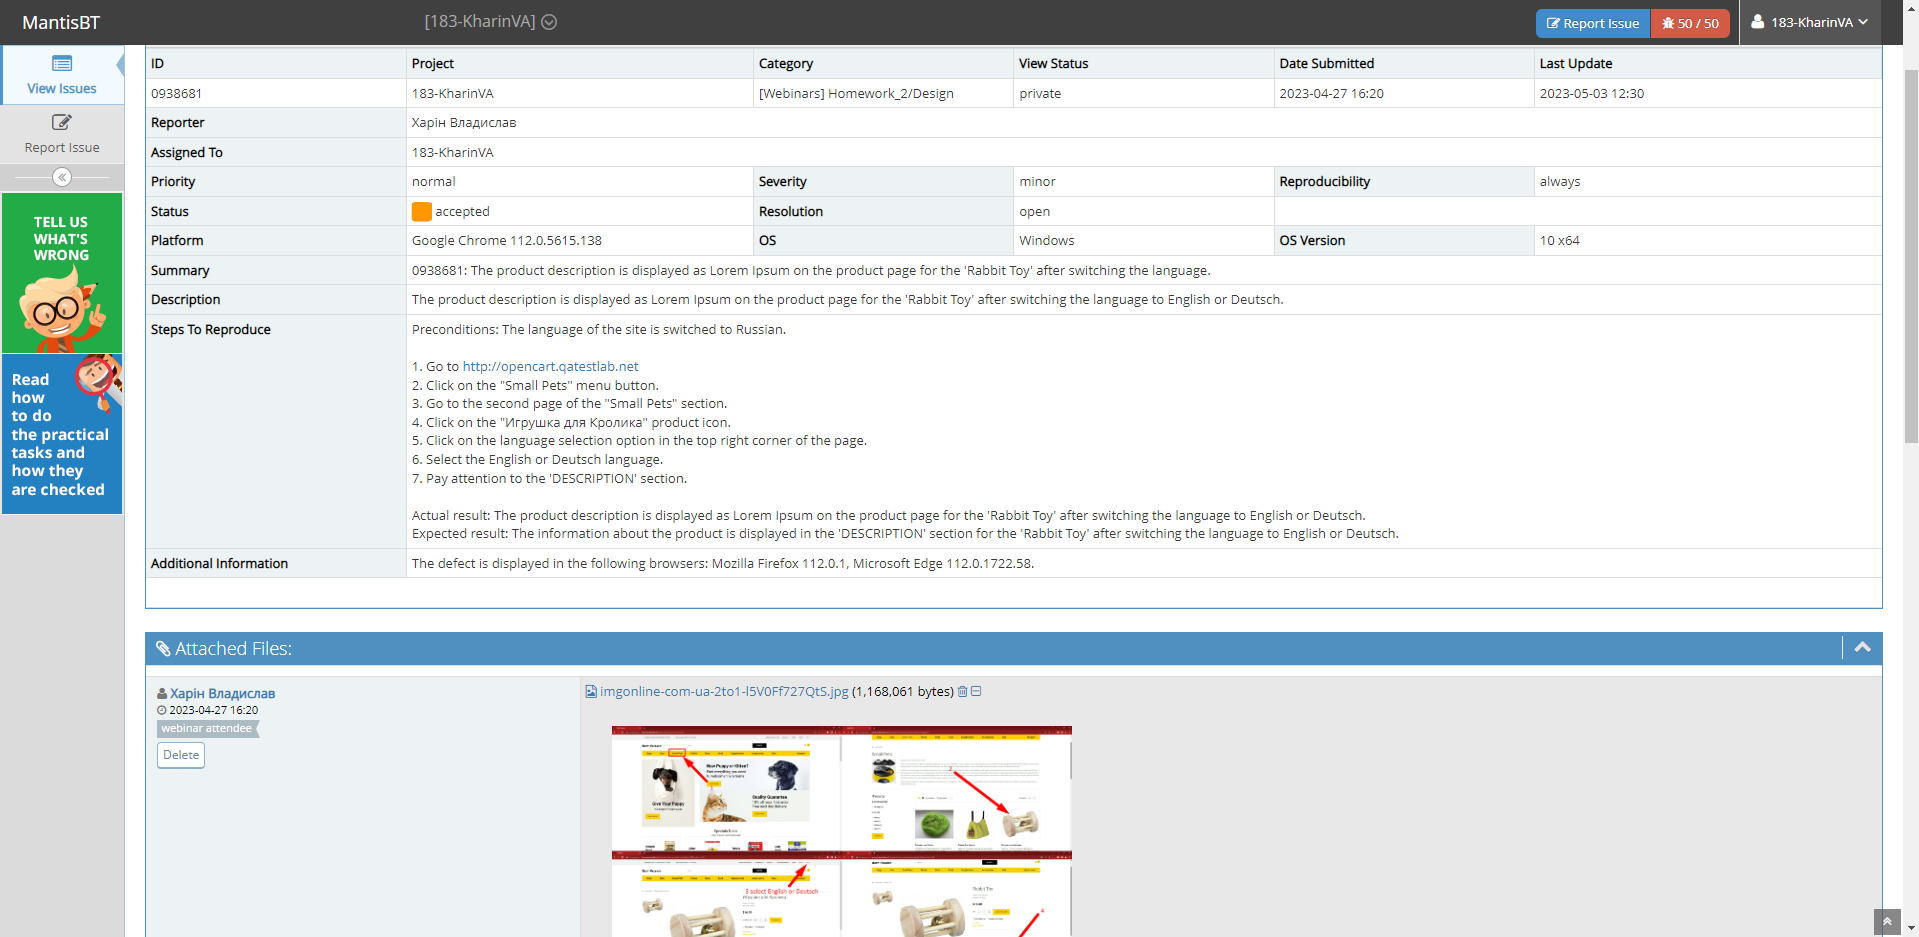 MantisBT
[183-KharinVA]
Report Issue
50 / 50
183-KharinVA
View Issues
Report Issue
TELL US
WHAT'S
WRONG
Read
how
to do
the practical
tasks and
how they
are checked
ID Project Category View Status Date Submitted Last Update
0938681 183-KharinVA [Webinars] Homework_2/Design private 2023-04-27 16:20 2023-05-03 12:30
Reporter Харін Владислав
Assigned To 183-KharinVA
Priority normal Severity minor Reproducibility always
Status accepted Resolution open
Platform Google Chrome 112.0.5615.138 OS Windows OS Version 10 x64
Summary 0938681: The product description is displayed as Lorem Ipsum on the product page for the 'Rabbit Toy' after switching the language.
Description The product description is displayed as Lorem Ipsum on the product page for the 'Rabbit Toy' after switching the language to English or Deutsch.
Steps To Reproduce Preconditions: The language of the site is switched to Russian.
1. Go to http://opencart.qatestlab.net
2. Click on the "Small Pets" menu button.
3. Go to the second page of the "Small Pets" section.
4. Click on the "Игрушка для Кролика" product icon.
5. Click on the language selection option in the top right corner of the page.
6. Select the English or Deutsch language.
7. Pay attention to the 'DESCRIPTION' section.
Actual result: The product description is displayed as Lorem Ipsum on the product page for the 'Rabbit Toy' after switching the language to English or Deutsch.
Expected result: The information about the product is displayed in the 'DESCRIPTION' section for the 'Rabbit Toy' after switching the language to English or Deutsch.
Additional Information The defect is displayed in the following browsers: Mozilla Firefox 112.0.1, Microsoft Edge 112.0.1722.58.
Attached Files:
Харін Владислав
2023-04-27 16:20
webinar attendee
Delete
imgonline-com-ua-2to1-l5V0Ff727QtS.jpg (1,168,061 bytes)
New Puppy or Kitten?
Give Your Puppy
Quality Guarantee
Small Pets
3 select English or Deutsch
Rabbit Toy